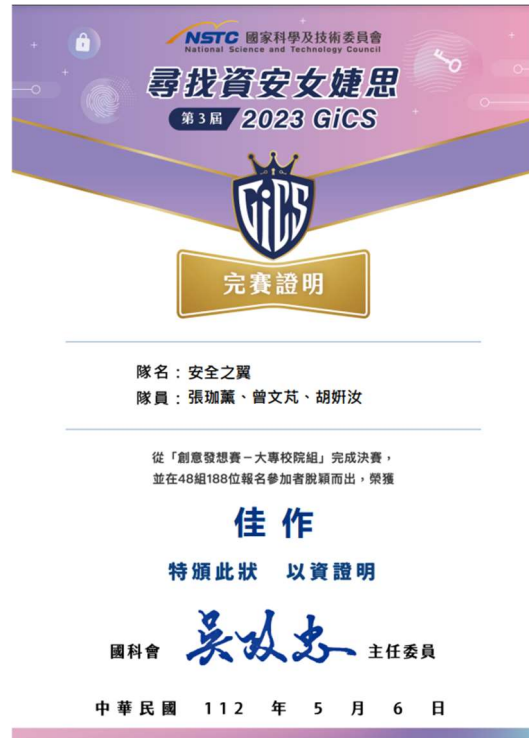 NSTC 國家科學及技術委員會
National Science and Technology Council
尋找資安女婕思
第3屆 2023 GiCS
GiCS
完賽證明
隊名：安全之翼
隊員：張珈薰、曾文芃、胡姸汝
從「創意發想賽－大專校院組」完成決賽，
並在48組188位報名參加者脫穎而出，榮獲
佳作
特頒此狀 以資證明
國科會 吳政忠 主任委員
中華民國 112 年 5 月 6 日